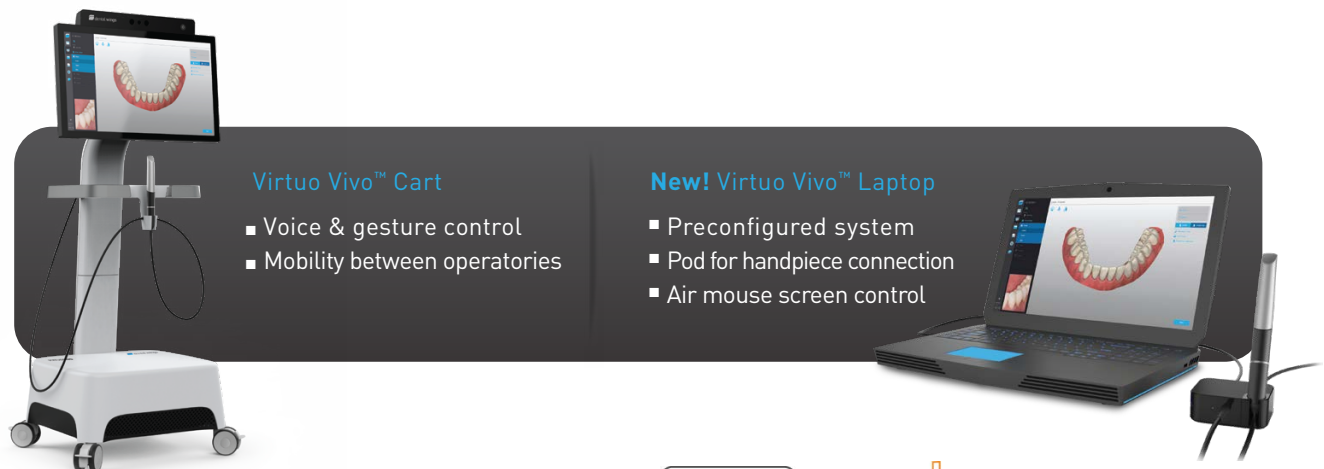 Virtuo Vivo™ Cart
■ Voice & gesture control
■ Mobility between operatories
New! Virtuo Vivo™ Laptop
■ Preconfigured system
■ Pod for handpiece connection
■ Air mouse screen control